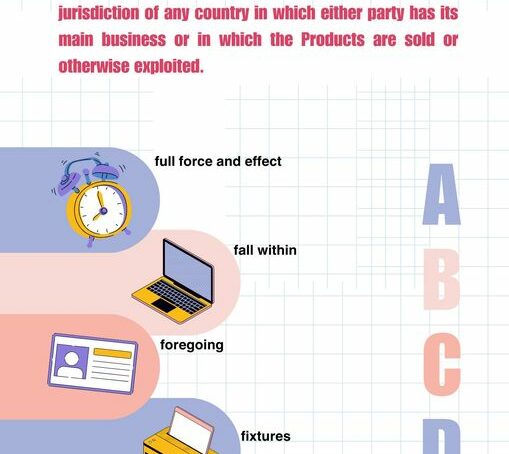 jurisdiction of any country in which either party has its
main business or in which the Products are sold or
otherwise exploited.
full force and effect
A
fall within
B
foregoing
C
fixtures
D